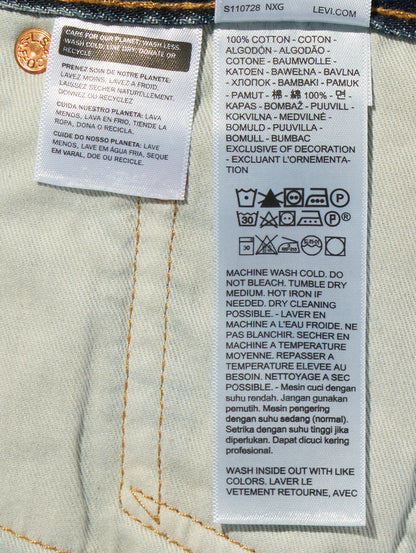 CARE FOR OUR PLANET: WASH LESS,
WASH COLD, LINE DRY, DONATE OR
RECYCLE
PRENEZ SOIN DE NOTRE PLANÈTE:
LAVEZ MOINS, LAVEZ À FROID,
LAISSEZ SÉCHER NATURELLEMENT,
DONNEZ OU RECYCLEZ
CUIDA NUESTRO PLANETA: LAVA
MENOS, LAVA EN FRÍO, TIENDE LA
ROPA, DONA O RECICLA.
CUIDE DO NOSSO PLANETA: LAVE
MENOS, LAVE EM ÁGUA FRIA, SEQUE
EM VARAL, DOE OU RECICLE.
S110728 NXG LEVI.COM
100% COTTON - COTON -
ALGODÓN - ALGODÃO -
COTONE - BAUMWOLLE -
KATOEN - BAWEŁNA - BAVLNA
- ХЛОПОК - BAMBAKI - PAMUK
- PAMUT - 棉 - 綿 100% - 면 -
KAPAS - BOMBAŽ - BUUVILL -
KOKVILNA - MEDVILNĖ -
BOMULD - PUUVILLA -
BOMULL - BUMBAC
EXCLUSIVE OF DECORATION
- EXCLUANT L'ORNEMENTA-
TION
MACHINE WASH COLD. DO
NOT BLEACH. TUMBLE DRY
MEDIUM. HOT IRON IF
NEEDED. DRY CLEANING
POSSIBLE. - LAVER EN
MACHINE A L'EAU FROIDE. NE
PAS BLANCHIR. SECHER EN
MACHINE A TEMPERATURE
MOYENNE. REPASSER A
TEMPERATURE ELEVEE AU
BESOIN. NETTOYAGE A SEC
POSSIBLE. - Mesin cuci dengan
suhu rendah. Jangan gunakan
pemutih. Mesin pengering
dengan suhu sedang (normal).
Setrika dengan suhu tinggi jika
diperlukan. Dapat dicuci kering
profesional.
WASH INSIDE OUT WITH LIKE
COLORS. LAVER LE
VETEMENT RETOURNE, AVEC